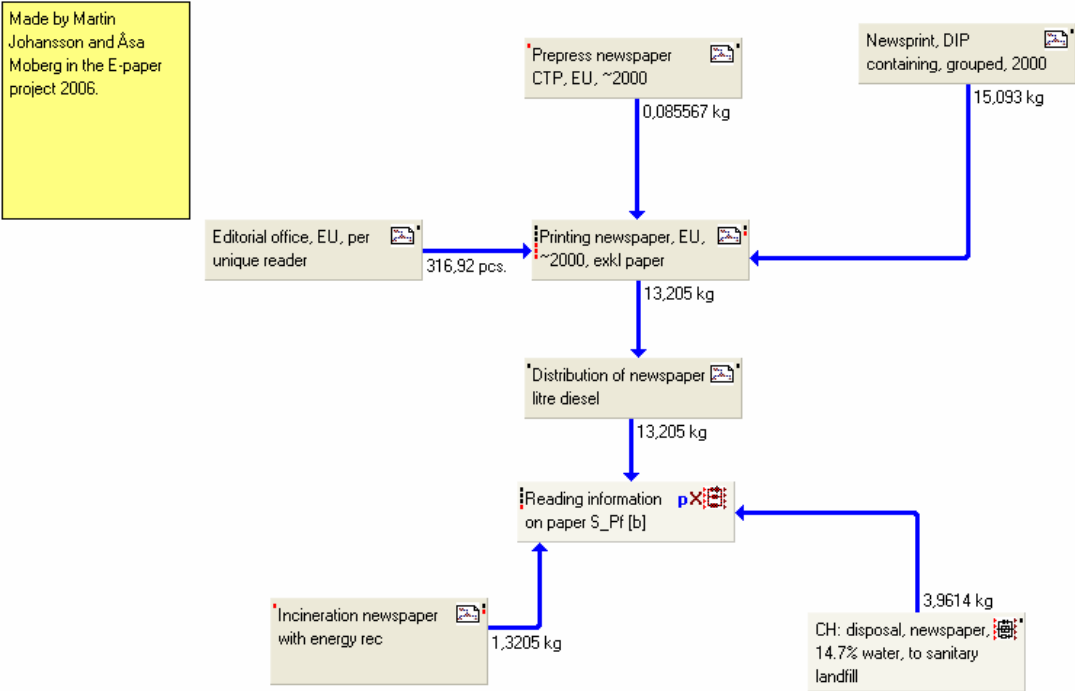 Made by Martin
Johansson and Åsa
Moberg in the E-paper
project 2006.
Prepress newspaper
CTP, EU, ~2000
Newsprint, DIP
containing, grouped, 2000
0,085567 kg
15,093 kg
Editorial office, EU, per
unique reader
316,92 pcs.
Printing newspaper, EU,
~2000, exkl paper
13,205 kg
Distribution of newspaper
litre diesel
13,205 kg
Reading information
on paper S_Pf [b]
pX
Incineration newspaper
with energy rec
1,3205 kg
3,9614 kg
CH: disposal, newspaper,
14.7% water, to sanitary
landfill